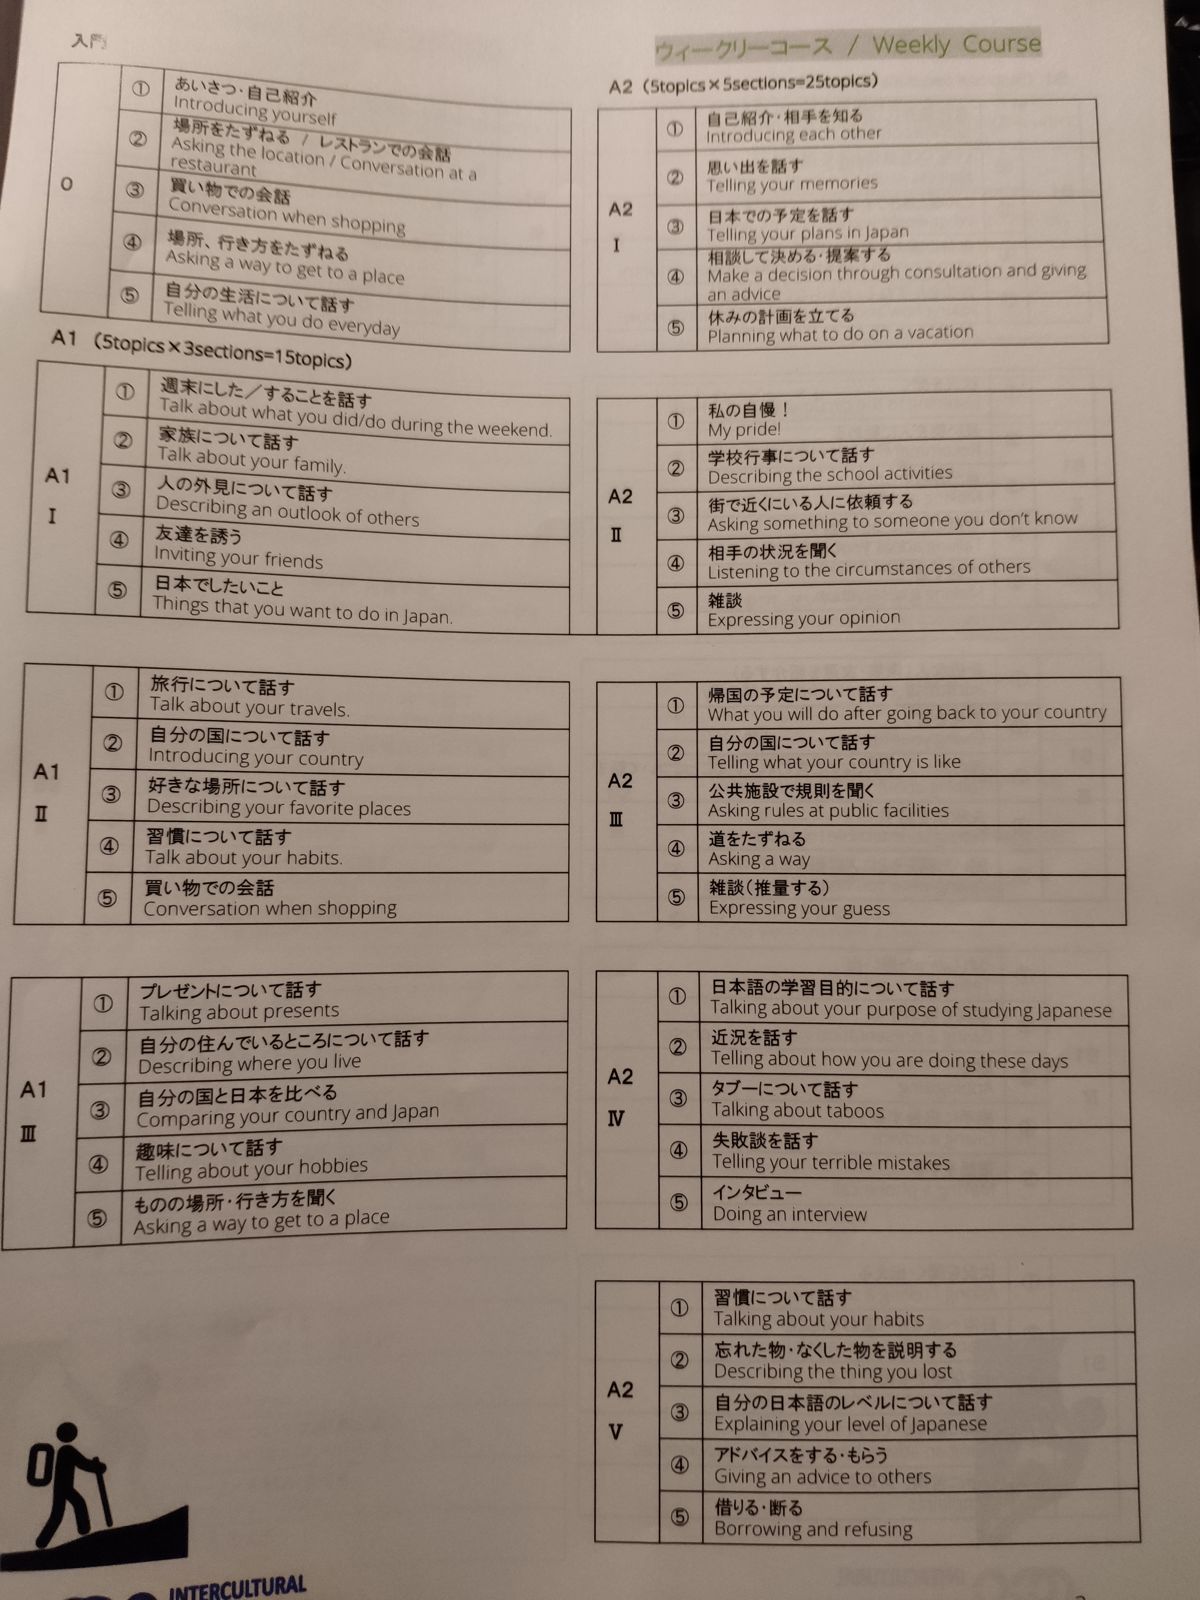 入門
0
①
あいさつ・自己紹介
Introducing yourself
②
場所をたずねる / レストランでの会話
Asking the location / Conversation at a
restaurant
③
買い物での会話
Conversation when shopping
④
場所、行き方をたずねる
Asking a way to get to a place
⑤
自分の生活について話す
Telling what you do everyday
A1 (5topics×3sections=15topics)
A1
Ⅰ
①
週末にした／することを話す
Talk about what you did/do during the weekend.
②
家族について話す
Talk about your family.
③
人の外見について話す
Describing an outlook of others
④
友達を誘う
Inviting your friends
⑤
日本でしたいこと
Things that you want to do in Japan.
A1
Ⅱ
①
旅行について話す
Talk about your travels.
②
自分の国について話す
Introducing your country
③
好きな場所について話す
Describing your favorite places
④
習慣について話す
Talk about your habits.
⑤
買い物での会話
Conversation when shopping
A1
Ⅲ
①
プレゼントについて話す
Talking about presents
②
自分の住んでいるところについて話す
Describing where you live
③
自分の国と日本を比べる
Comparing your country and Japan
④
趣味について話す
Telling about your hobbies
⑤
ものの場所・行き方を聞く
Asking a way to get to a place
INTERCULTURAL
ウィークリーコース / Weekly Course
A2 (5topics×5sections=25topics)
A2
Ⅰ
①
自己紹介・相手を知る
Introducing each other
②
思い出を話す
Telling your memories
③
日本での予定を話す
Telling your plans in Japan
④
相談して決める・提案する
Make a decision through consultation and giving
an advice
⑤
休みの計画を立てる
Planning what to do on a vacation
A2
Ⅱ
①
私の自慢！
My pride!
②
学校行事について話す
Describing the school activities
③
街で近くにいる人に依頼する
Asking something to someone you don't know
④
相手の状況を聞く
Listening to the circumstances of others
⑤
雑談
Expressing your opinion
A2
Ⅲ
①
帰国の予定について話す
What you will do after going back to your country
②
自分の国について話す
Telling what your country is like
③
公共施設で規則を聞く
Asking rules at public facilities
④
道をたずねる
Asking a way
⑤
雑談（推量する）
Expressing your guess
A2
Ⅳ
①
日本語の学習目的について話す
Talking about your purpose of studying Japanese
②
近況を話す
Telling about how you are doing these days
③
タブーについて話す
Talking about taboos
④
失敗談を話す
Telling your terrible mistakes
⑤
インタビュー
Doing an interview
A2
Ⅴ
①
習慣について話す
Talking about your habits
②
忘れた物・なくした物を説明する
Describing the thing you lost
③
自分の日本語のレベルについて話す
Explaining your level of Japanese
④
アドバイスをする・もらう
Giving an advice to others
⑤
借りる・断る
Borrowing and refusing